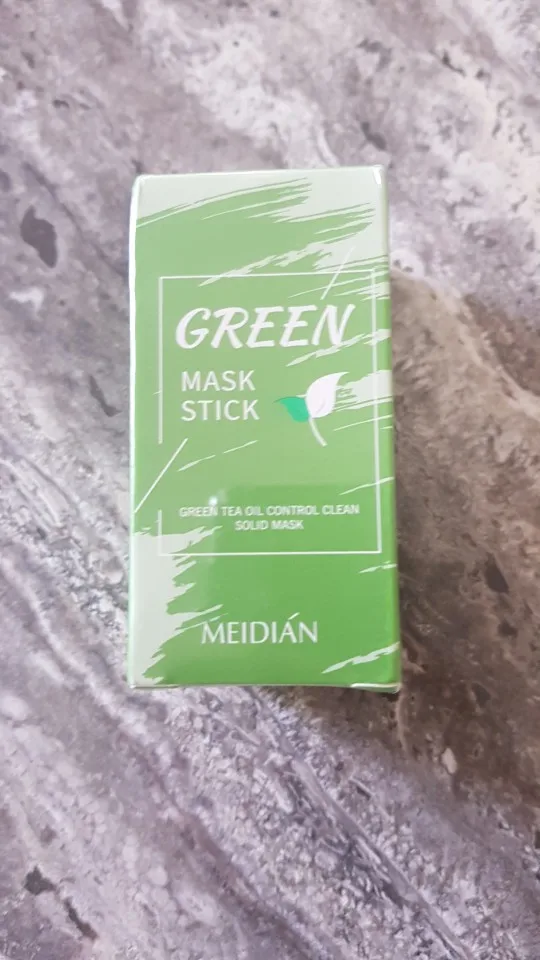 GREEN
MASK
STICK
GREEN TEA OIL CONTROL CLEAN
SOLID MASK
MEIDIÁN